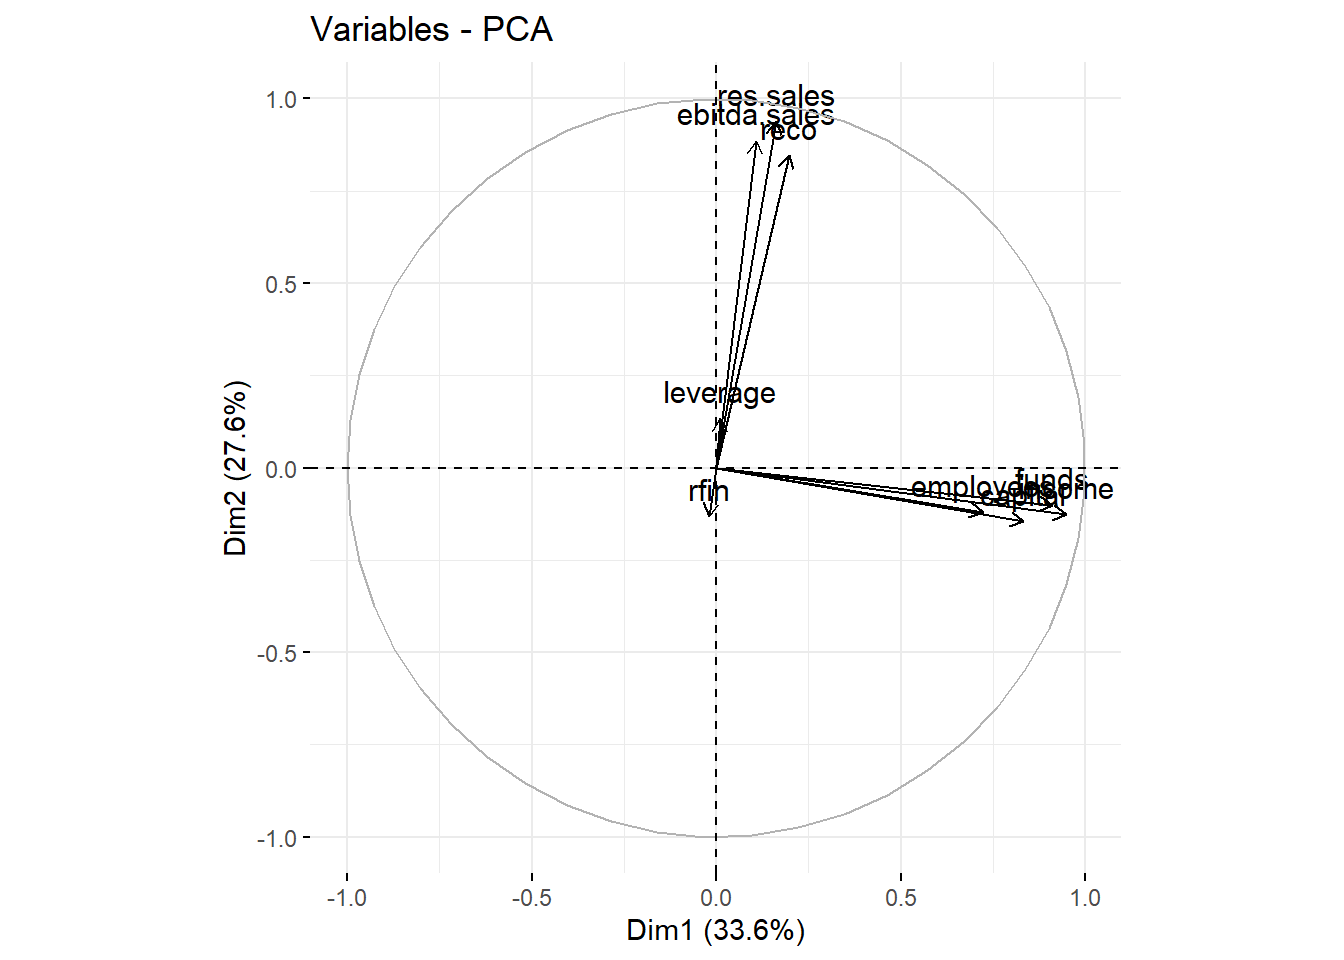 Variables - PCA
res.sales
ebitda.sales
reco
leverage
rfin
funds
employees
income
capital
1.0
0.5
0.0
-0.5
-1.0
Dim2 (27.6%)
-1.0
-0.5
0.0
0.5
1.0
Dim1 (33.6%)